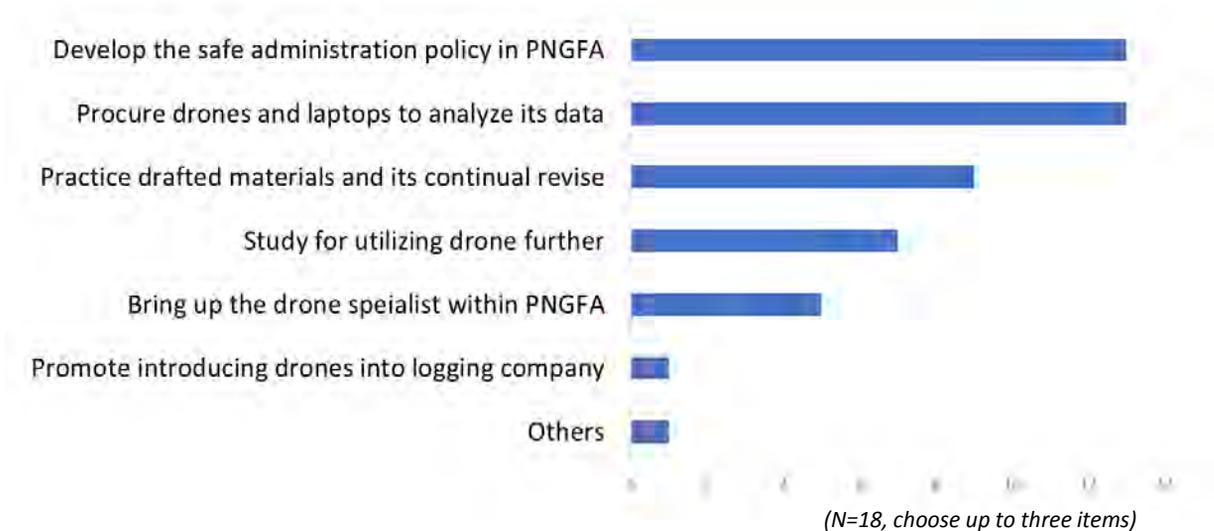 Develop the safe administration policy in PNGFA
Procure drones and laptops to analyze its data
Practice drafted materials and its continual revise
Study for utilizing drone further
Bring up the drone speialist within PNGFA
Promote introducing drones into logging company
Others
(N=18, choose up to three items)